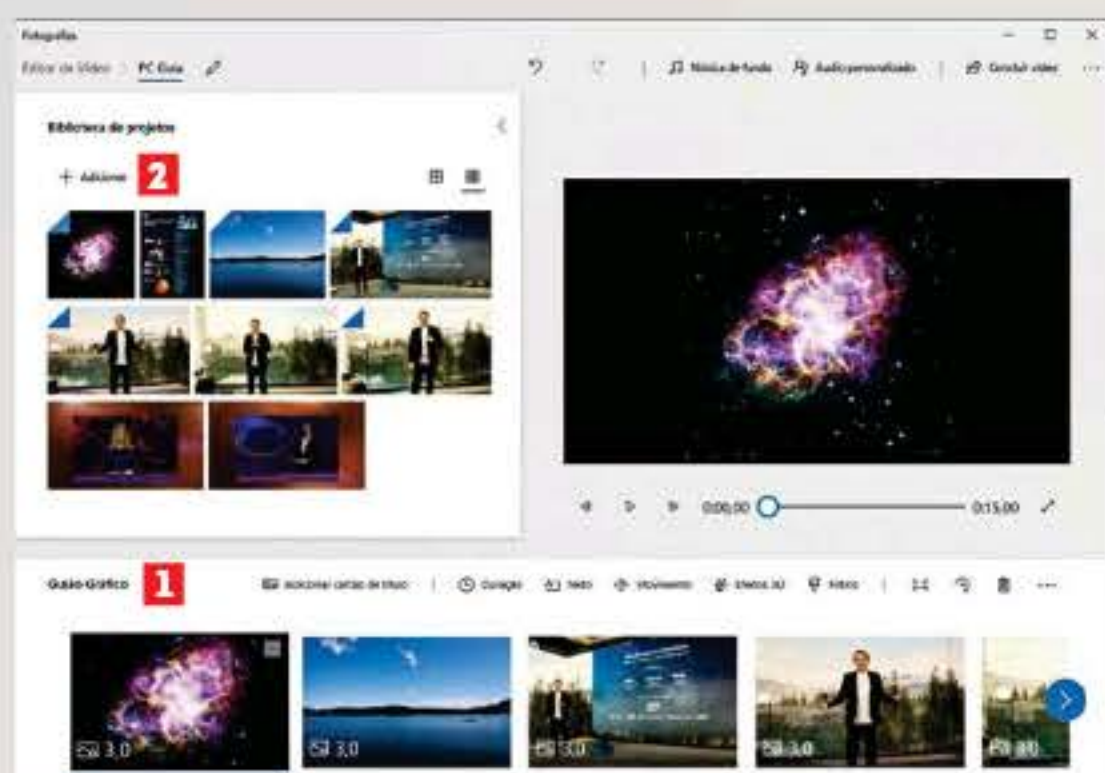 Fotografias
Editor de Vídeo > PC Guia
Música de fundo Áudio personalizado Concluir vídeo ...
Biblioteca de projetos
+ Adicionar 2
0:00,00 0:15,00
Guião Gráfico 1
Adicionar cartão de título Duração Texto Movimento Efeitos 3D Filtros ...
3,0 3,0 3,0 3,0 3,0